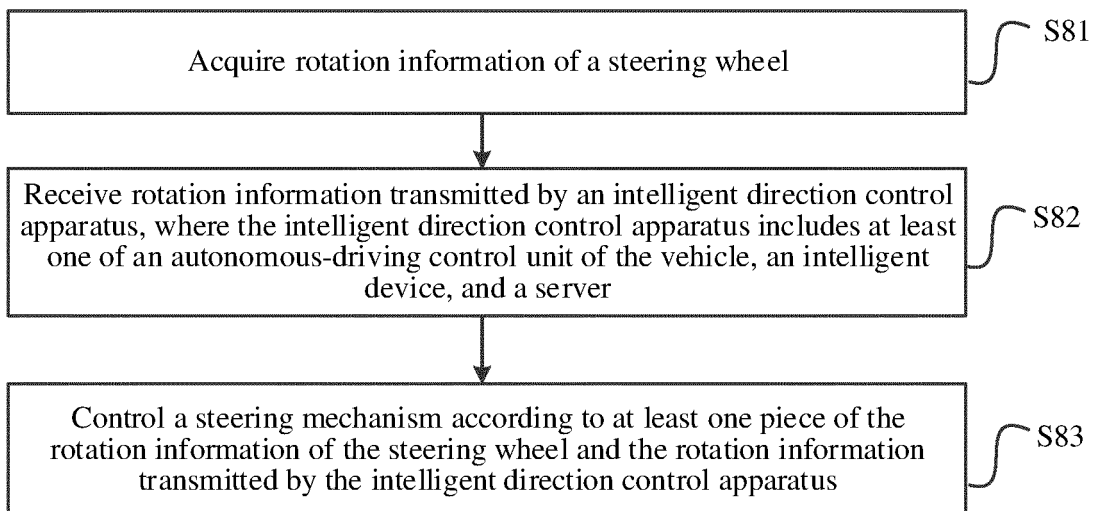 Acquire rotation information of a steering wheel
S81
Receive rotation information transmitted by an intelligent direction control
apparatus, where the intelligent direction control apparatus includes at least
one of an autonomous-driving control unit of the vehicle, an intelligent
device, and a server
S82
Control a steering mechanism according to at least one piece of the
rotation information of the steering wheel and the rotation information
transmitted by the intelligent direction control apparatus
S83